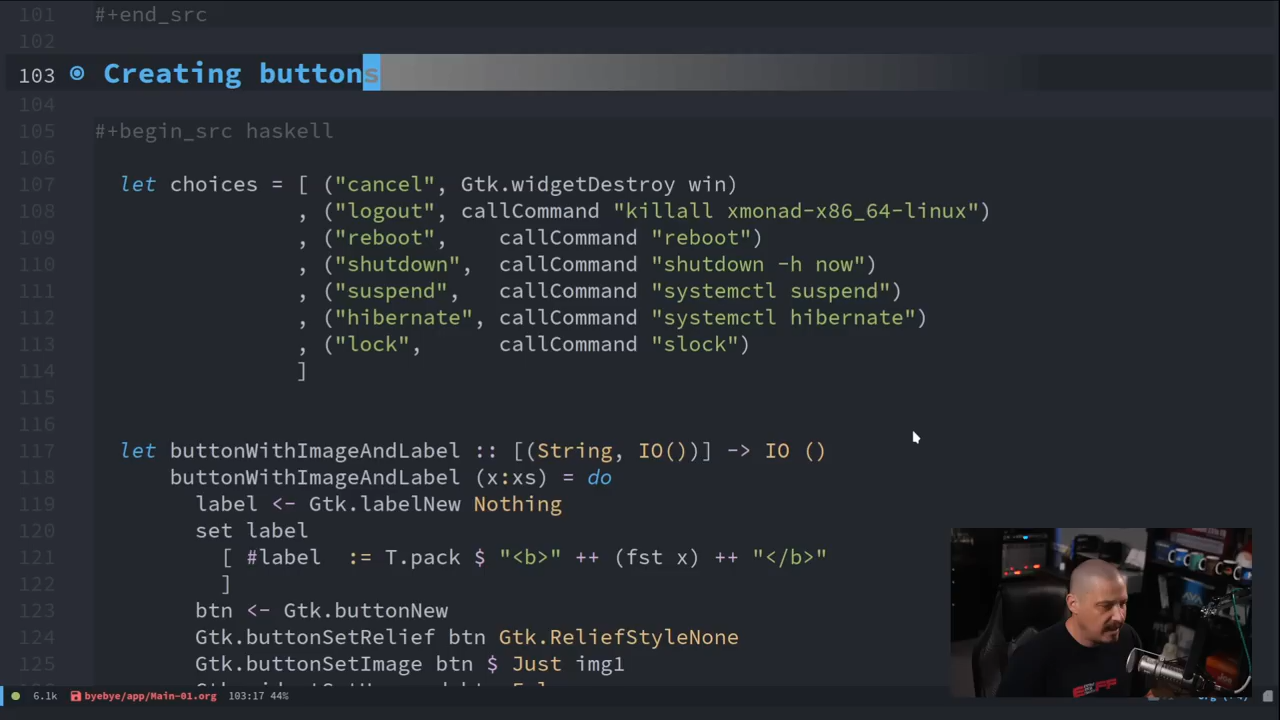 101 #+end_src
102
103 Creating buttons
104
105 #+begin_src haskell
106
107 let choices = [ ("cancel", Gtk.widgetDestroy win)
108 , ("logout", callCommand "killall xmonad-x86_64-linux")
109 , ("reboot", callCommand "reboot")
110 , ("shutdown", callCommand "shutdown -h now")
111 , ("suspend", callCommand "systemctl suspend")
112 , ("hibernate", callCommand "systemctl hibernate")
113 , ("lock", callCommand "slock")
114 ]
115
116
117 let buttonWithImageAndLabel :: [(String, IO())] -> IO ()
118 buttonWithImageAndLabel (x:xs) = do
119 label <- Gtk.labelNew Nothing
120 set label
121 [ #label := T.pack $ "<b>" ++ (fst x) ++ "</b>"
122 ]
123 btn <- Gtk.buttonNew
124 Gtk.buttonSetRelief btn Gtk.ReliefStyleNone
125 Gtk.buttonSetImage btn $ Just img1
6.1k byebye/app/Main-01.org 103:17 44%